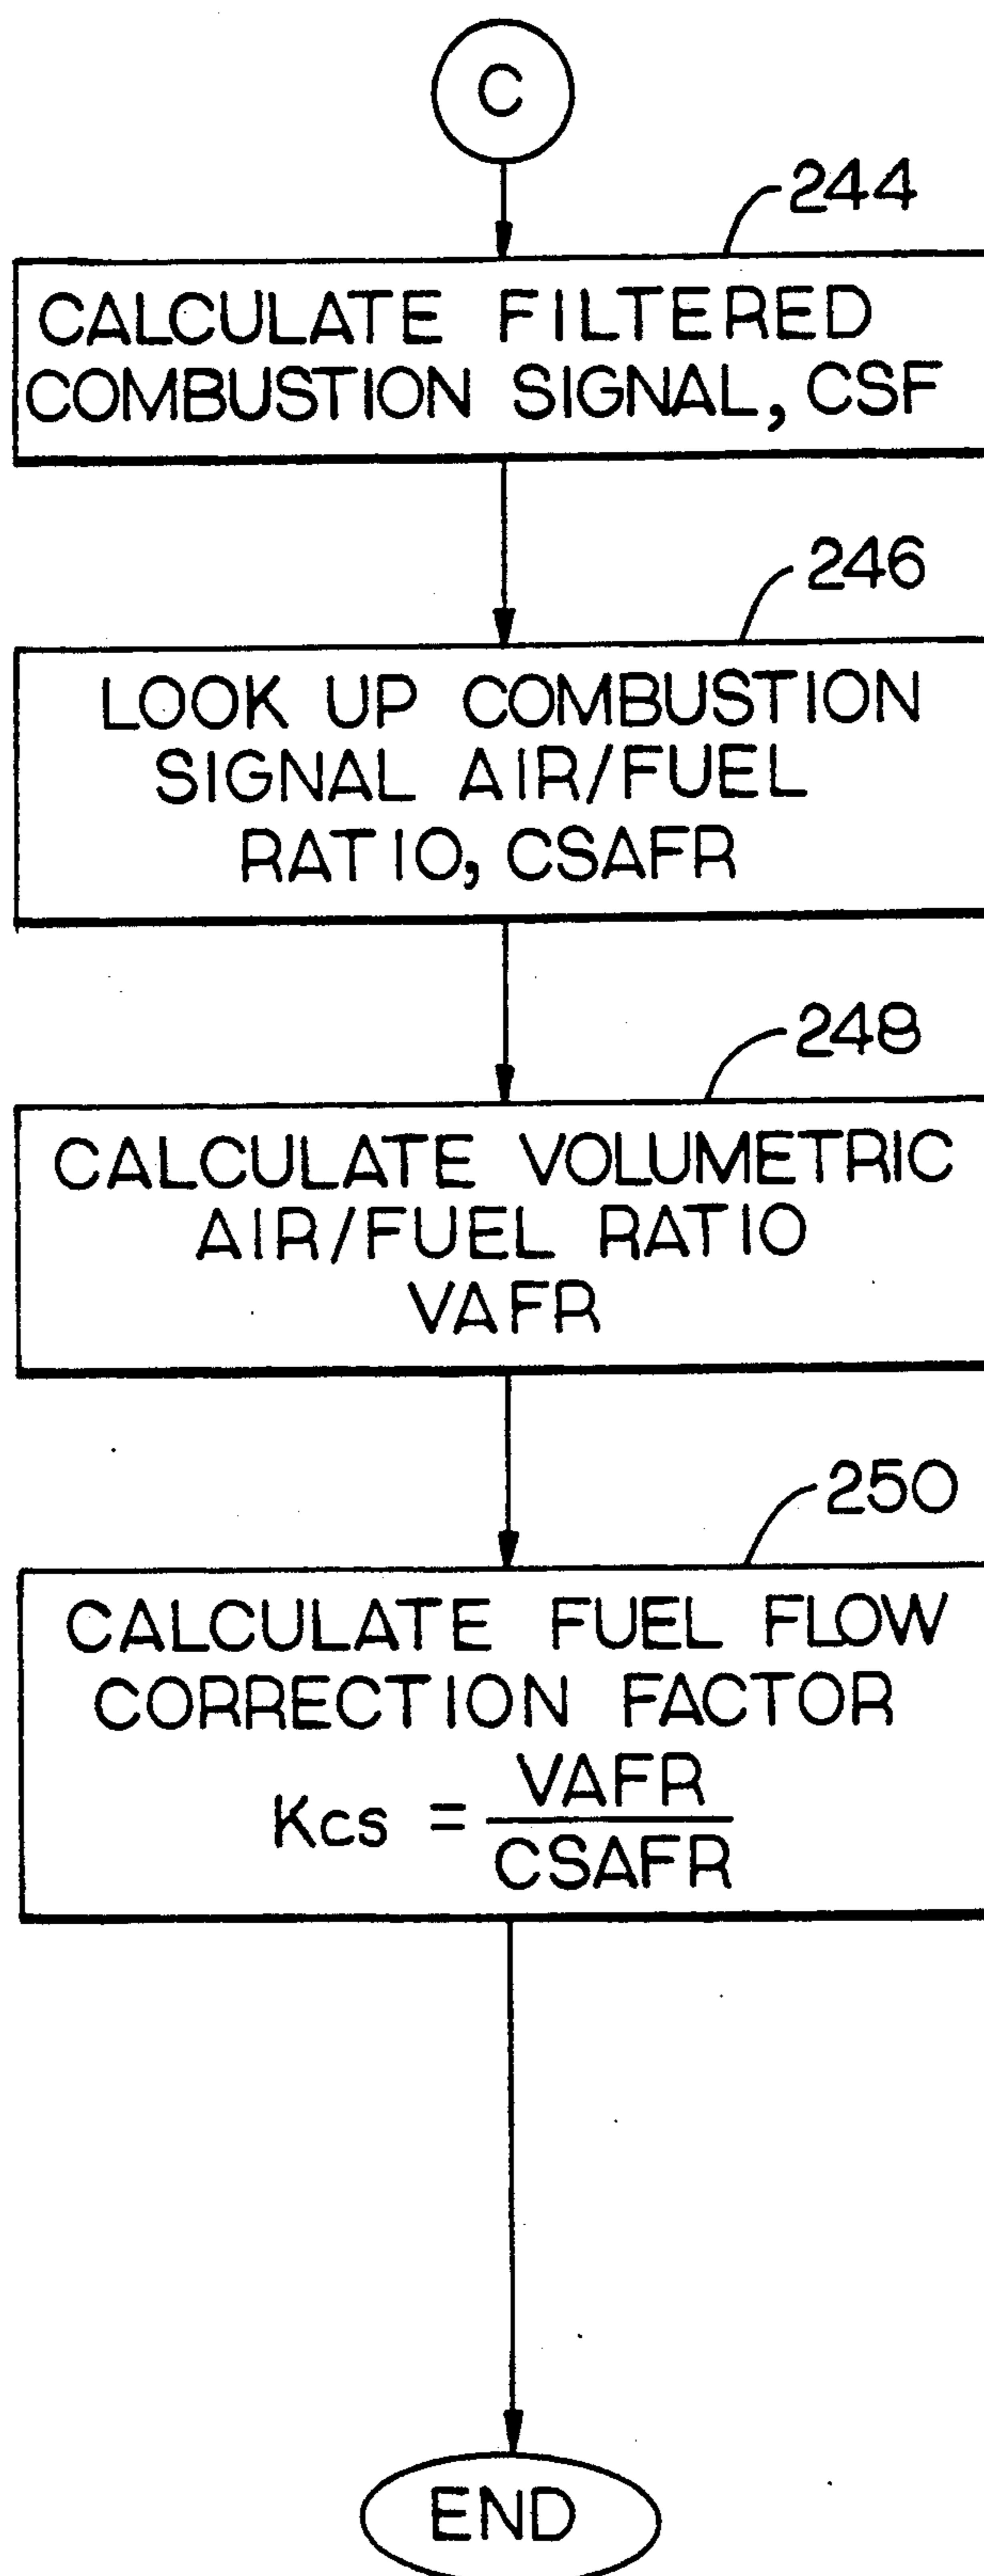 C
244
CALCULATE FILTERED
COMBUSTION SIGNAL, CSF
246
LOOK UP COMBUSTION
SIGNAL AIR/FUEL
RATIO, CSAFR
248
CALCULATE VOLUMETRIC
AIR/FUEL RATIO
VAFR
250
CALCULATE FUEL FLOW
CORRECTION FACTOR
Kcs = VAFR
CSAFR
END